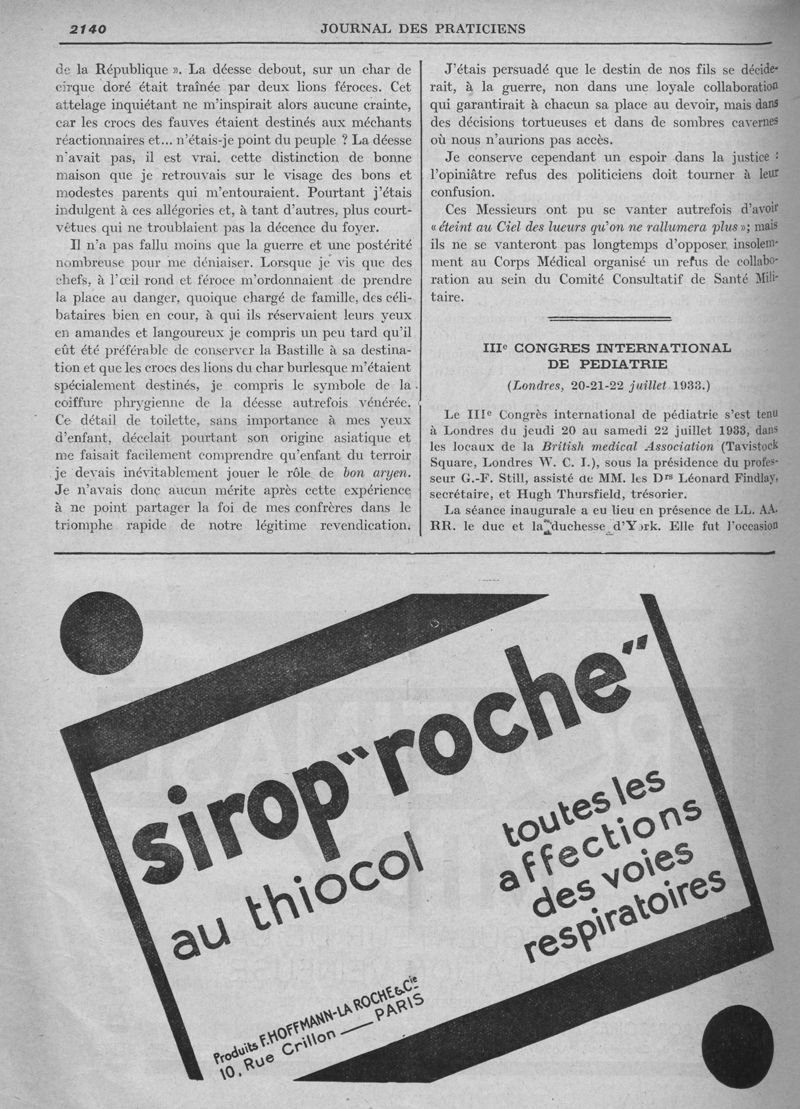 2140
JOURNAL DES PRATICIENS
de la République ». La déesse debout, sur un char de
cirque doré était traînée par deux lions féroces. Cet
attelage inquiétant ne m'inspirait alors aucune crainte,
car les crocs des fauves étaient destinés aux méchants
réactionnaires et... n'étais-je point du peuple ? La déesse
n'avait pas, il est vrai. cette distinction de bonne
maison que je retrouvais sur le visage des bons et
modestes parents qui m'entouraient. Pourtant j'étais
indulgent à ces allégories et, à tant d'autres, plus court-
vêtues qui ne troublaient pas la décence du foyer.
Il n'a pas fallu moins que la guerre et une postérité
nombreuse pour me déniaiser. Lorsque je vis que des
chefs, à l'œil rond et féroce m'ordonnaient de prendre
la place au danger, quoique chargé de famille, des céli-
bataires bien en cour, à qui ils réservaient leurs yeux
en amandes et langoureux je compris un peu tard qu'il
eût été préférable de conserver la Bastille à sa destina-
tion et que les crocs des lions du char burlesque m'étaient
spécialement destinés, je compris le symbole de la
coiffure phrygienne de la déesse autrefois vénérée.
Ce détail de toilette, sans importance à mes yeux
d'enfant, décelait pourtant son origine asiatique et
me faisait facilement comprendre qu'enfant du terroir
je devais inévitablement jouer le rôle de bon aryen.
Je n'avais donc aucun mérite après cette expérience
à ne point partager la foi de mes confrères dans le
triomphe rapide de notre légitime revendication.
J'étais persuadé que le destin de nos fils se décide-
rait, à la guerre, non dans une loyale collaboration
qui garantirait à chacun sa place au devoir, mais dans
des décisions tortueuses et dans de sombres cavernes
où nous n'aurions pas accès.
Je conserve cependant un espoir dans la justice :
l'opiniâtre refus des politiciens doit tourner à leur
confusion.
Ces Messieurs ont pu se vanter autrefois d'avoir
« éteint au Ciel des lueurs qu'on ne rallumera plus »; mais
ils ne se vanteront pas longtemps d'opposer insolem-
ment au Corps Médical organisé un refus de collabo-
ration au sein du Comité Consultatif de Santé Mili-
taire.
IIIe CONGRES INTERNATIONAL
DE PEDIATRIE
(Londres, 20-21-22 juillet 1933.)
Le IIIe Congrès international de pédiatrie s'est tenu
à Londres du jeudi 20 au samedi 22 juillet 1933, dans
les locaux de la British medical Association (Tavistock
Square, Londres W. C. I.), sous la présidence du profes-
seur G.-F. Still, assisté de MM. les Drs Léonard Findlay,
secrétaire, et Hugh Thursfield, trésorier.
La séance inaugurale a eu lieu en présence de LL. AA.
RR. le duc et la duchesse d'York. Elle fut l'occasion
sirop "roche"
au thiocol
toutes les
affections
des voies
respiratoires
Produits F. HOFFMANN-LA ROCHE & Cie
10, Rue Crillon — PARIS